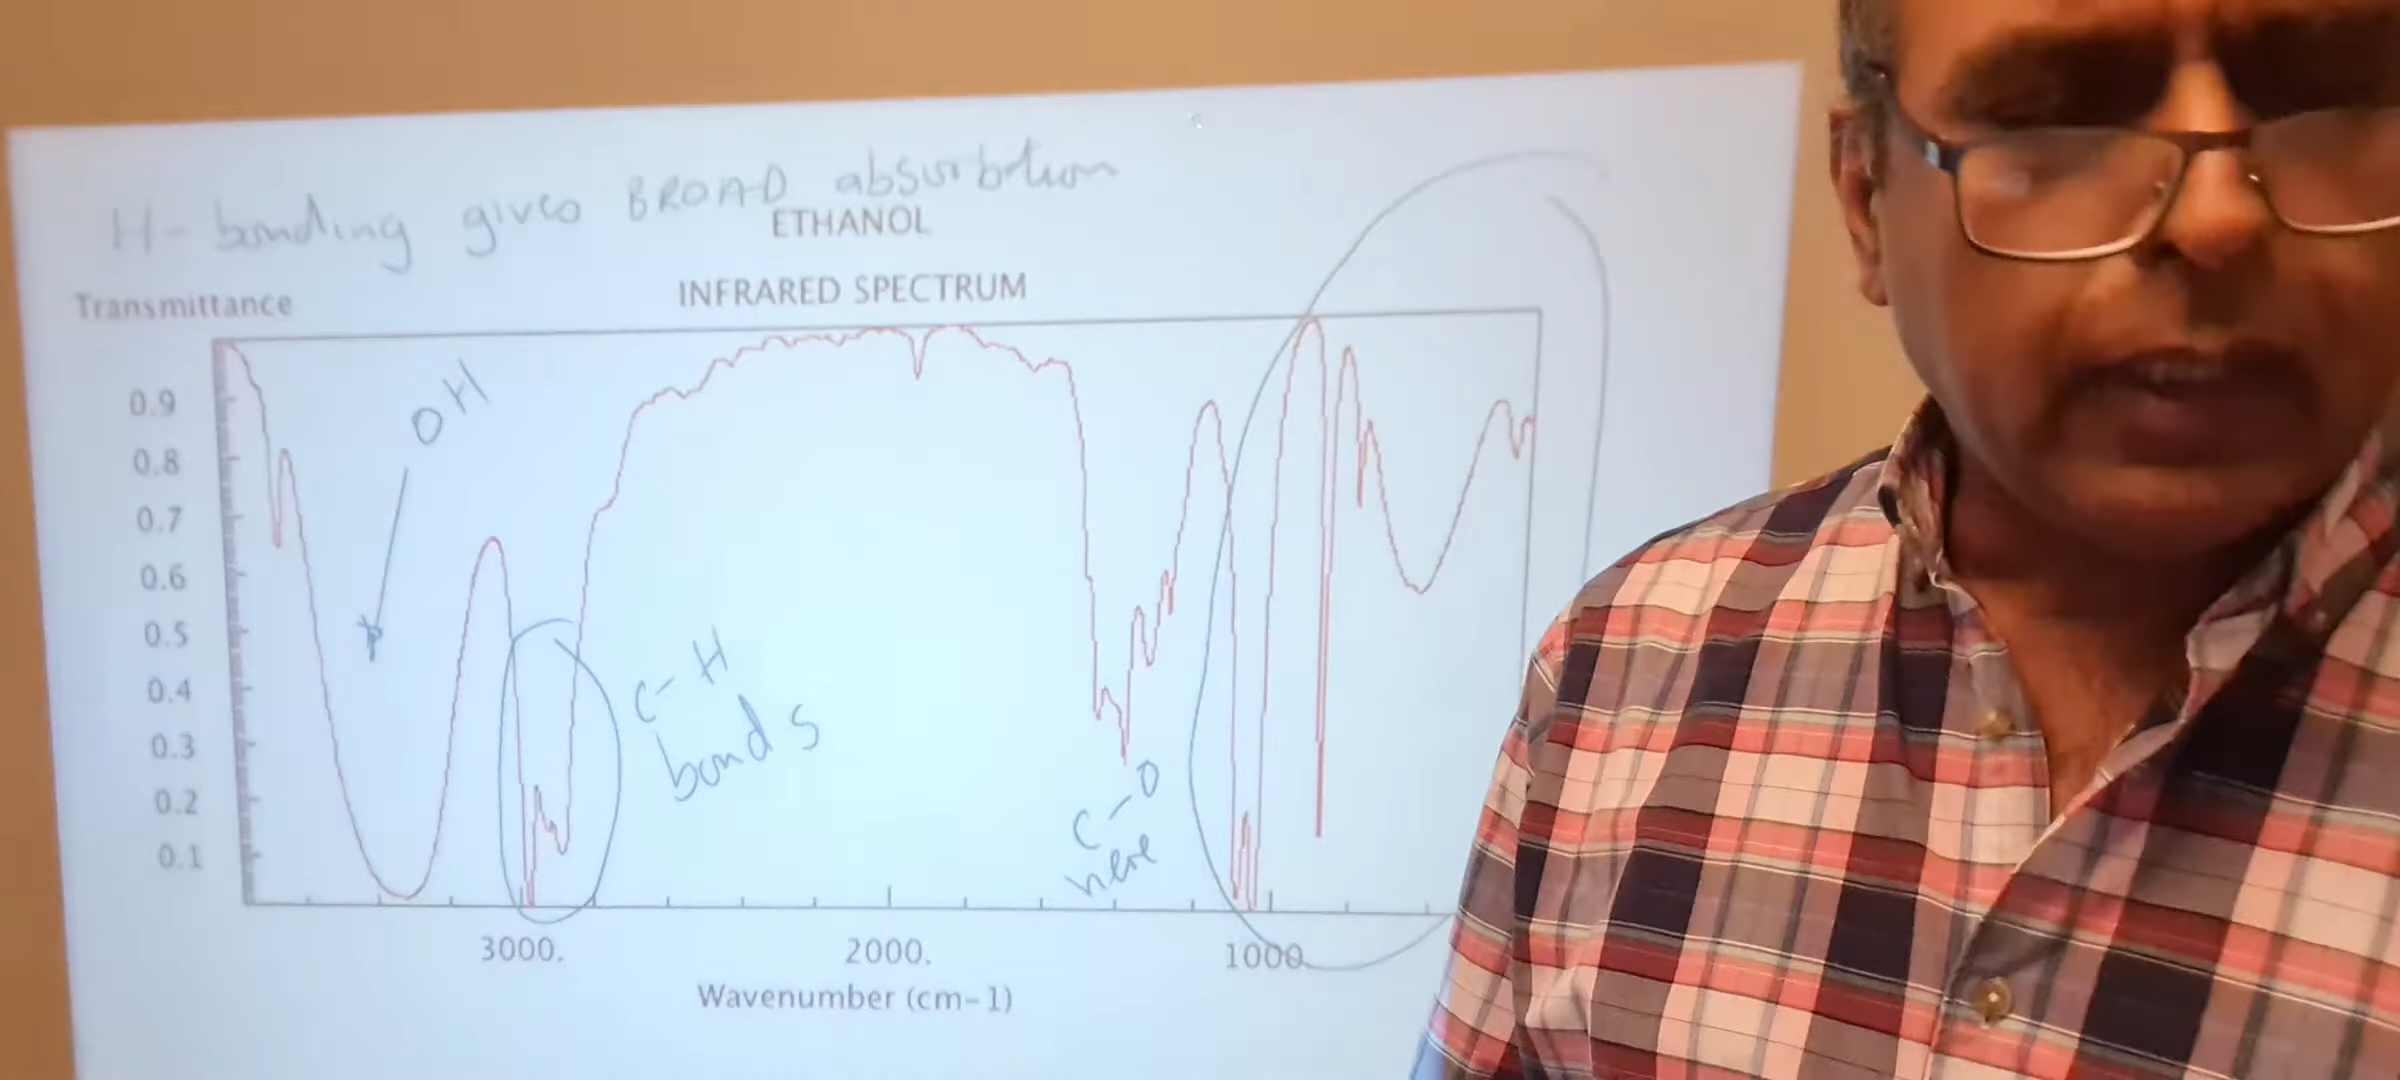 H-bonding gives BROAD absorbtion
ETHANOL
INFRARED SPECTRUM
Transmittance
0.9
0.8
0.7
0.6
0.5
0.4
0.3
0.2
0.1
OH
C-H
bonds
C-O
here
3000. 2000. 1000.
Wavenumber (cm-1)